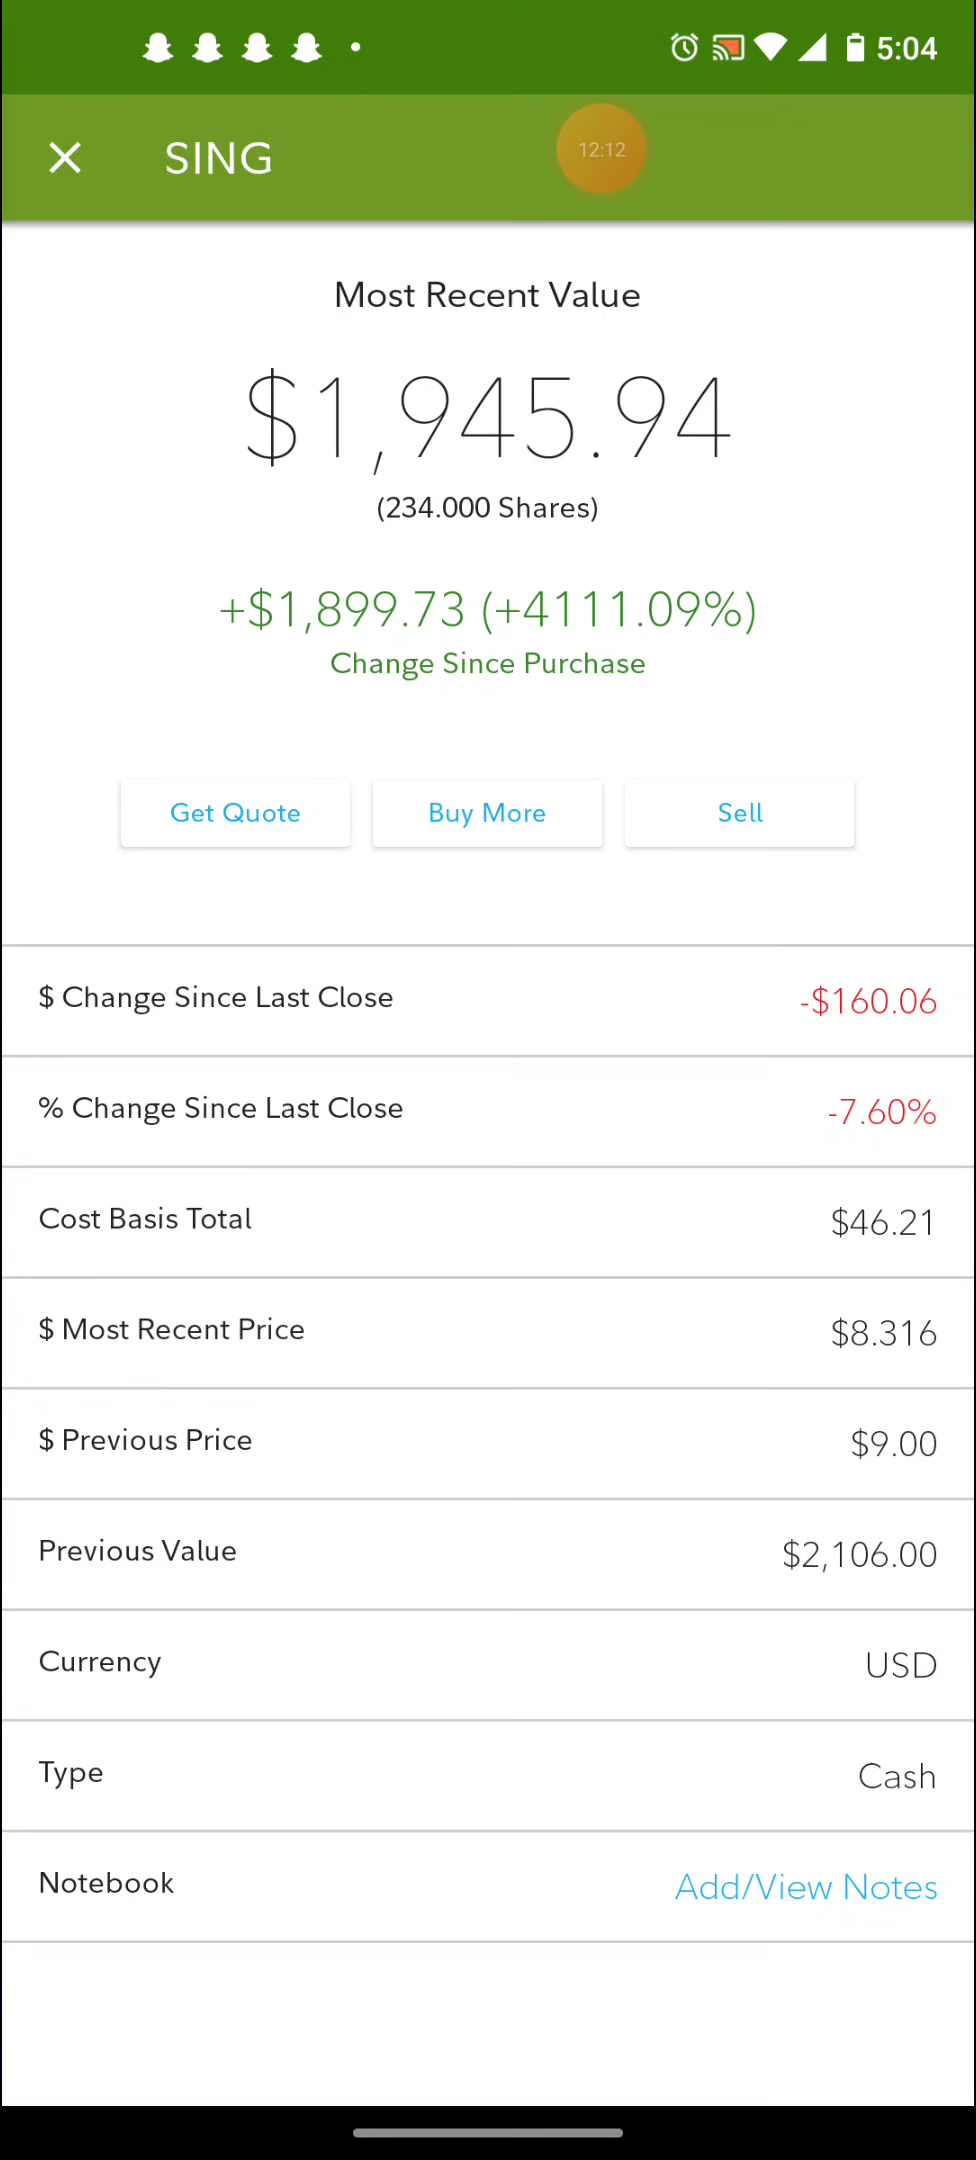 5:04
SING
12:12
Most Recent Value
$1,945.94
(234.000 Shares)
+$1,899.73 (+4111.09%)
Change Since Purchase
Get Quote Buy More Sell
$ Change Since Last Close -$160.06
% Change Since Last Close -7.60%
Cost Basis Total $46.21
$ Most Recent Price $8.316
$ Previous Price $9.00
Previous Value $2,106.00
Currency USD
Type Cash
Notebook Add/View Notes